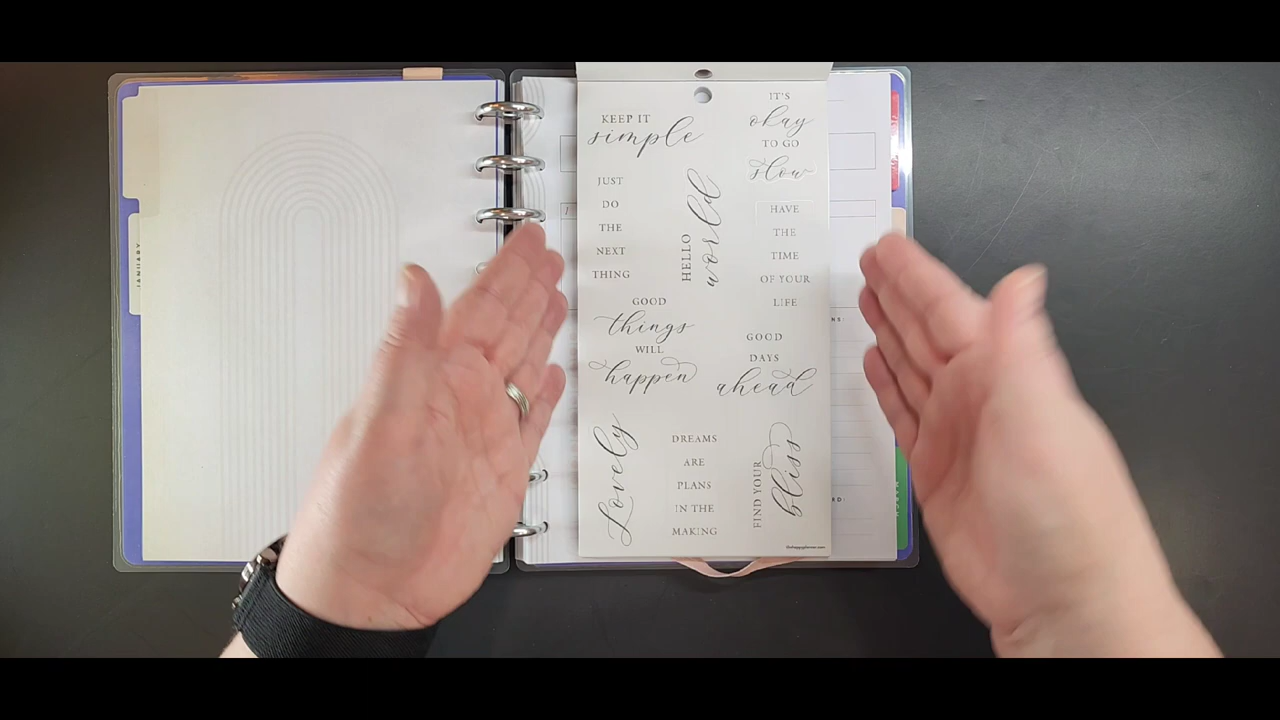 KEEP IT
simple
IT'S
okay
TO GO
slow
JUST
DO
THE
NEXT
THING
HELLO
world
HAVE
THE
TIME
OF YOUR
LIFE
GOOD
things
WILL
happen
GOOD
DAYS
ahead
Lovely
DREAMS
ARE
PLANS
IN THE
MAKING
FIND YOUR
bliss
JANUARY
MARCH